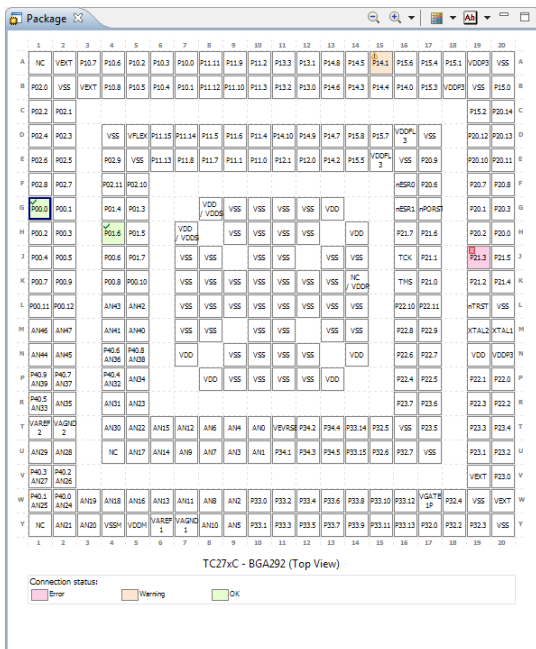 Package
1 2 3 4 5 6 7 8 9 10 11 12 13 14 15 16 17 18 19 20
A NC VEXT P10.7 P10.6 P10.2 P10.3 P10.0 P11.11 P11.9 P11.2 P13.3 P13.1 P14.8 P14.5 P14.1 P15.6 P15.4 P15.1 VDDP3 VSS A
B P02.0 VSS VEXT P10.8 P10.5 P10.4 P10.1 P11.12 P11.10 P11.3 P13.2 P13.0 P14.6 P14.3 P14.4 P14.0 P15.3 VDDP3 VSS P15.0 B
C P02.2 P02.1 P15.2 P20.14 C
D P02.4 P02.3 VSS VFLEX P11.15 P11.14 P11.5 P11.6 P11.4 P14.10 P14.9 P14.7 P15.8 P15.7 VDDFL 3 VSS P20.12 P20.13 D
E P02.6 P02.5 P02.9 VSS P11.13 P11.8 P11.7 P11.1 P11.0 P12.1 P12.0 P14.2 P15.5 VDDFL 3 VSS P20.9 P20.10 P20.11 E
F P02.8 P02.7 P02.11 P02.10 nESR0 P20.6 P20.7 P20.8 F
G P00.0 P00.1 P01.4 P01.3 VDD / VDDS VSS VSS VSS VSS VDD nESR1 nPORST P20.1 P20.3 G
H P00.2 P00.3 P01.6 P01.5 VDD / VDDS VSS VSS VSS VSS VDD P21.7 P21.6 P20.2 P20.0 H
J P00.4 P00.5 P00.6 P01.7 VSS VSS VSS VSS VSS VSS TCK P21.1 P21.3 P21.5 J
K P00.7 P00.9 P00.8 P00.10 VSS VSS VSS VSS VSS VSS VSS NC / VDDP TMS P21.0 P21.2 P21.4 K
L P00.11 P00.12 AN43 AN42 VSS VSS VSS VSS VSS VSS VSS VSS P22.10 P22.11 nTRST VSS L
M AN46 AN47 AN41 AN40 VSS VSS VSS VSS VSS VSS P22.8 P22.9 XTAL2 XTAL1 M
N AN44 AN45 P40.6 AN36 P40.8 AN38 VDD VSS VSS VSS VSS VDD P22.6 P22.7 VDD VDDP3 N
P P40.9 AN39 P40.7 AN37 P40.4 AN32 AN34 VDD VSS VSS VSS VSS VDD P22.4 P22.5 P22.1 P22.0 P
R P40.5 AN33 AN35 AN31 AN23 P23.7 P23.6 P22.3 P22.2 R
T VAREF 2 VAGND 2 AN30 AN22 AN15 AN12 AN6 AN4 AN0 VEVRSB P34.2 P34.4 P33.14 P32.5 VSS P23.5 P23.3 P23.4 T
U AN29 AN28 NC AN17 AN14 AN9 AN7 AN3 AN1 P34.1 P34.3 P34.5 P33.15 P32.6 P32.7 VSS P23.1 P23.2 U
V P40.3 AN27 P40.2 AN26 VEXT P23.0 V
W P40.1 AN25 P40.0 AN24 AN19 AN18 AN16 AN13 AN11 AN8 AN2 P33.0 P33.2 P33.4 P33.6 P33.8 P33.10 P33.12 VGATE 1P P32.4 VSS VEXT W
Y NC AN21 AN20 VSSM VDDM VAREF 1 VAGND 1 AN10 AN5 P33.1 P33.3 P33.5 P33.7 P33.9 P33.11 P33.13 P32.0 P32.2 P32.3 VSS Y
1 2 3 4 5 6 7 8 9 10 11 12 13 14 15 16 17 18 19 20
TC27xC - BGA292 (Top View)
Connection status:
Error Warning OK